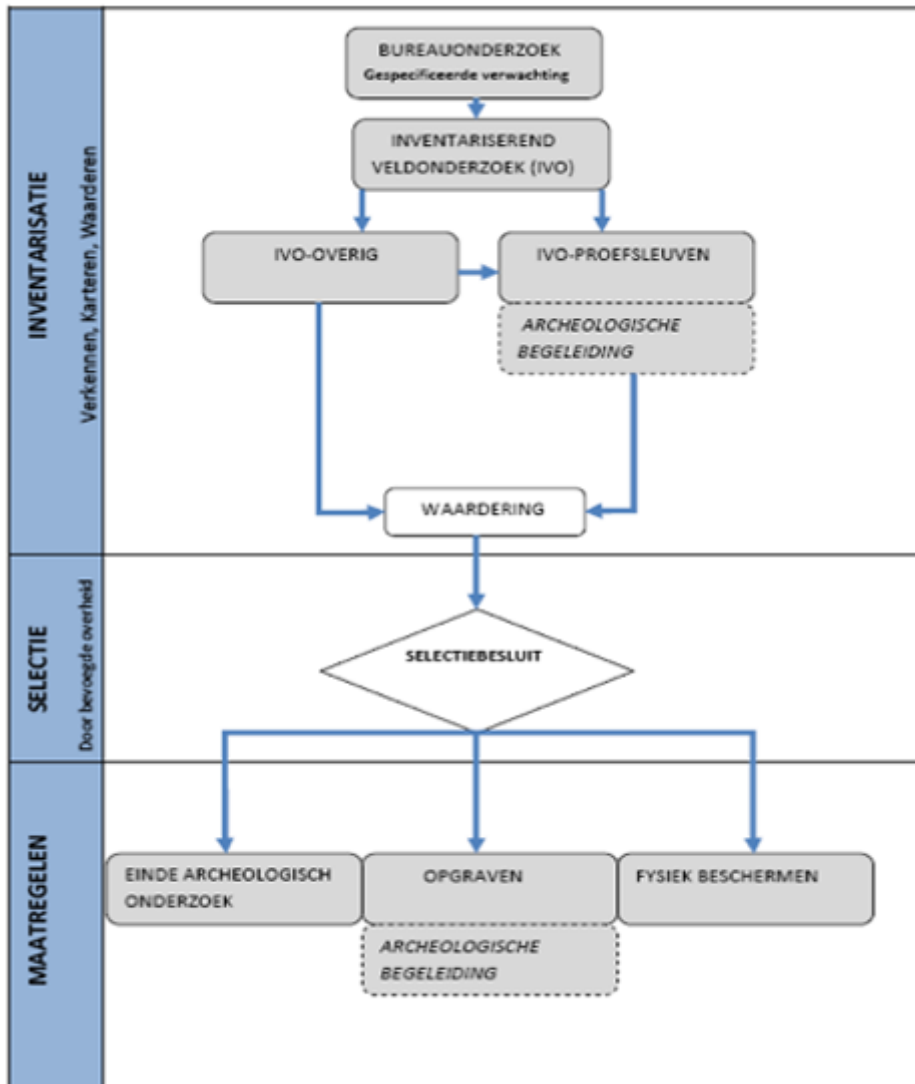 INVENTARISATIE
Verkennen, Karteren, Waarderen
BUREAUONDERZOEK
Gespecificeerde verwachting
INVENTARISEREND
VELDONDERZOEK (IVO)
IVO-OVERIG
IVO-PROEFSLEUVEN
ARCHEOLOGISCHE
BEGELEIDING
WAARDERING
SELECTIE
Door bevoegde overheid
SELECTIEBESLUIT
MAATREGELEN
EINDE ARCHEOLOGISCH
ONDERZOEK
OPGRAVEN
ARCHEOLOGISCHE
BEGELEIDING
FYSIEK BESCHERMEN